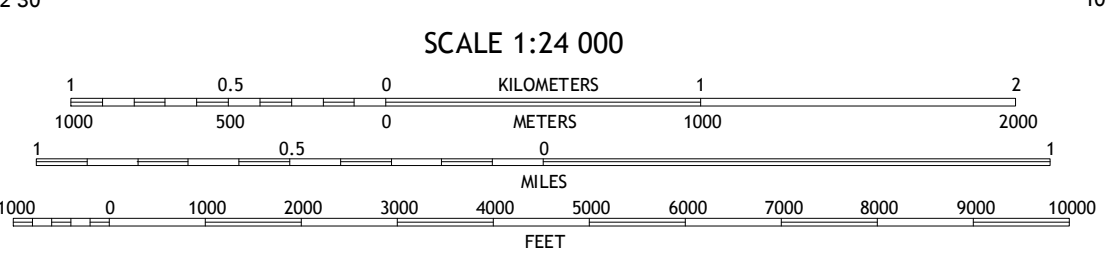 2 30
SCALE 1:24 000
1 0.5 0 KILOMETERS 1 2
1000 500 0 METERS 1000 2000
1 0.5 0 1
MILES
1000 0 1000 2000 3000 4000 5000 6000 7000 8000 9000 10000
FEET